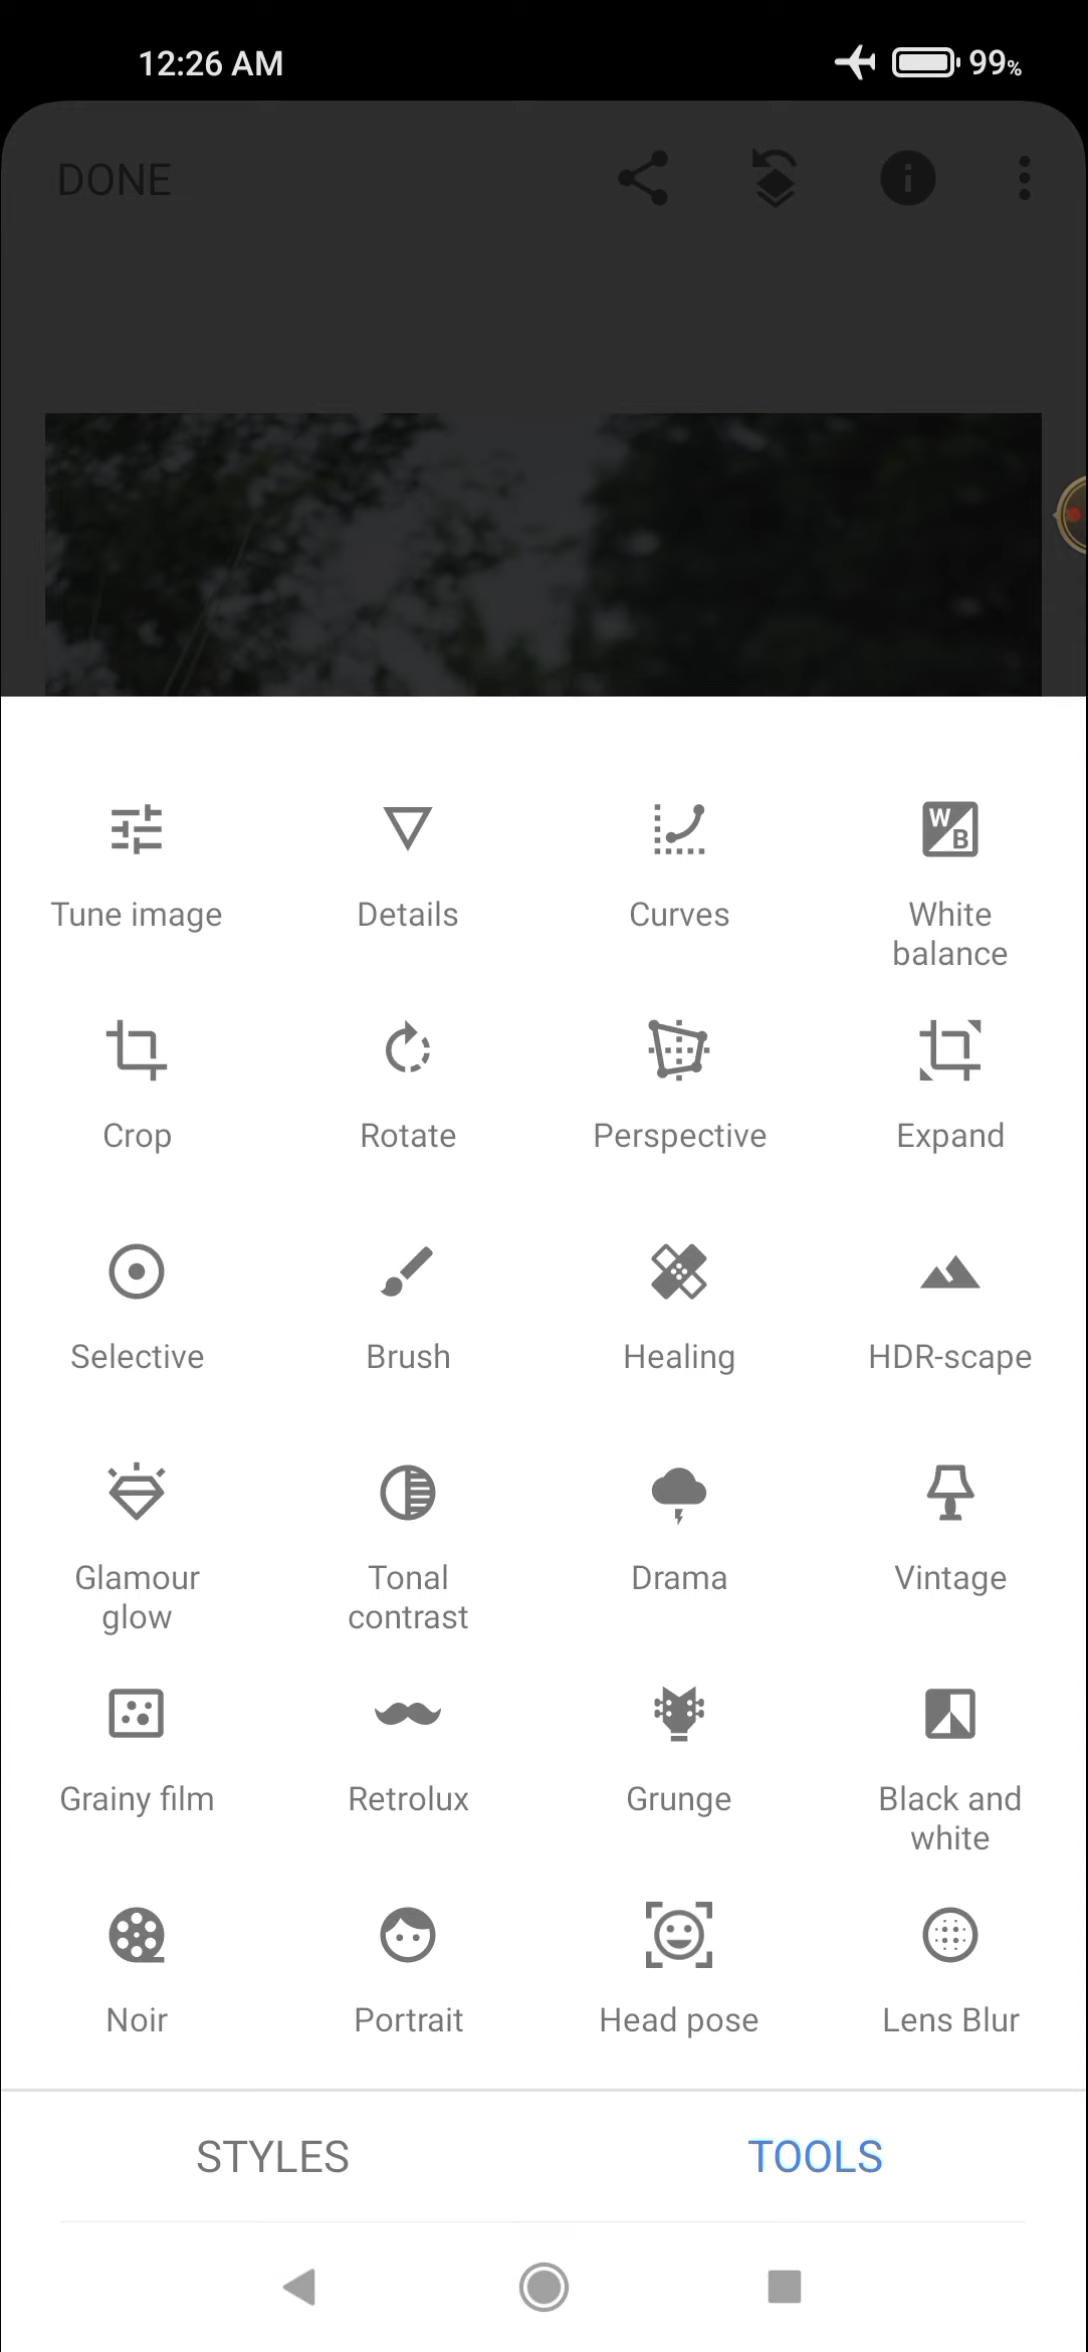 12:26 AM 99%
DONE
Tune image Details Curves White
balance
Crop Rotate Perspective Expand
Selective Brush Healing HDR-scape
Glamour Tonal Drama Vintage
glow contrast
Grainy film Retrolux Grunge Black and
white
Noir Portrait Head pose Lens Blur
STYLES TOOLS